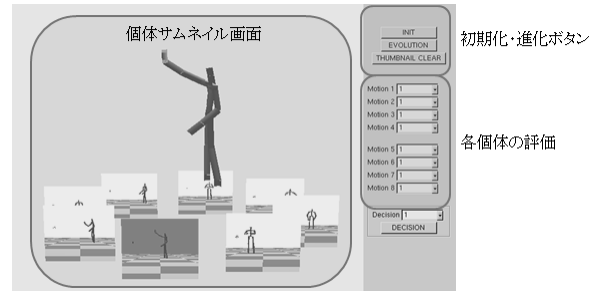 個体サムネイル画面
INIT
EVOLUTION
THUMBNAIL CLEAR
初期化・進化ボタン
Motion 1 1
Motion 2 1
Motion 3 1
Motion 4 1
Motion 5 1
Motion 6 1
Motion 7 1
Motion 8 1
各個体の評価
Decision 1
DECISION